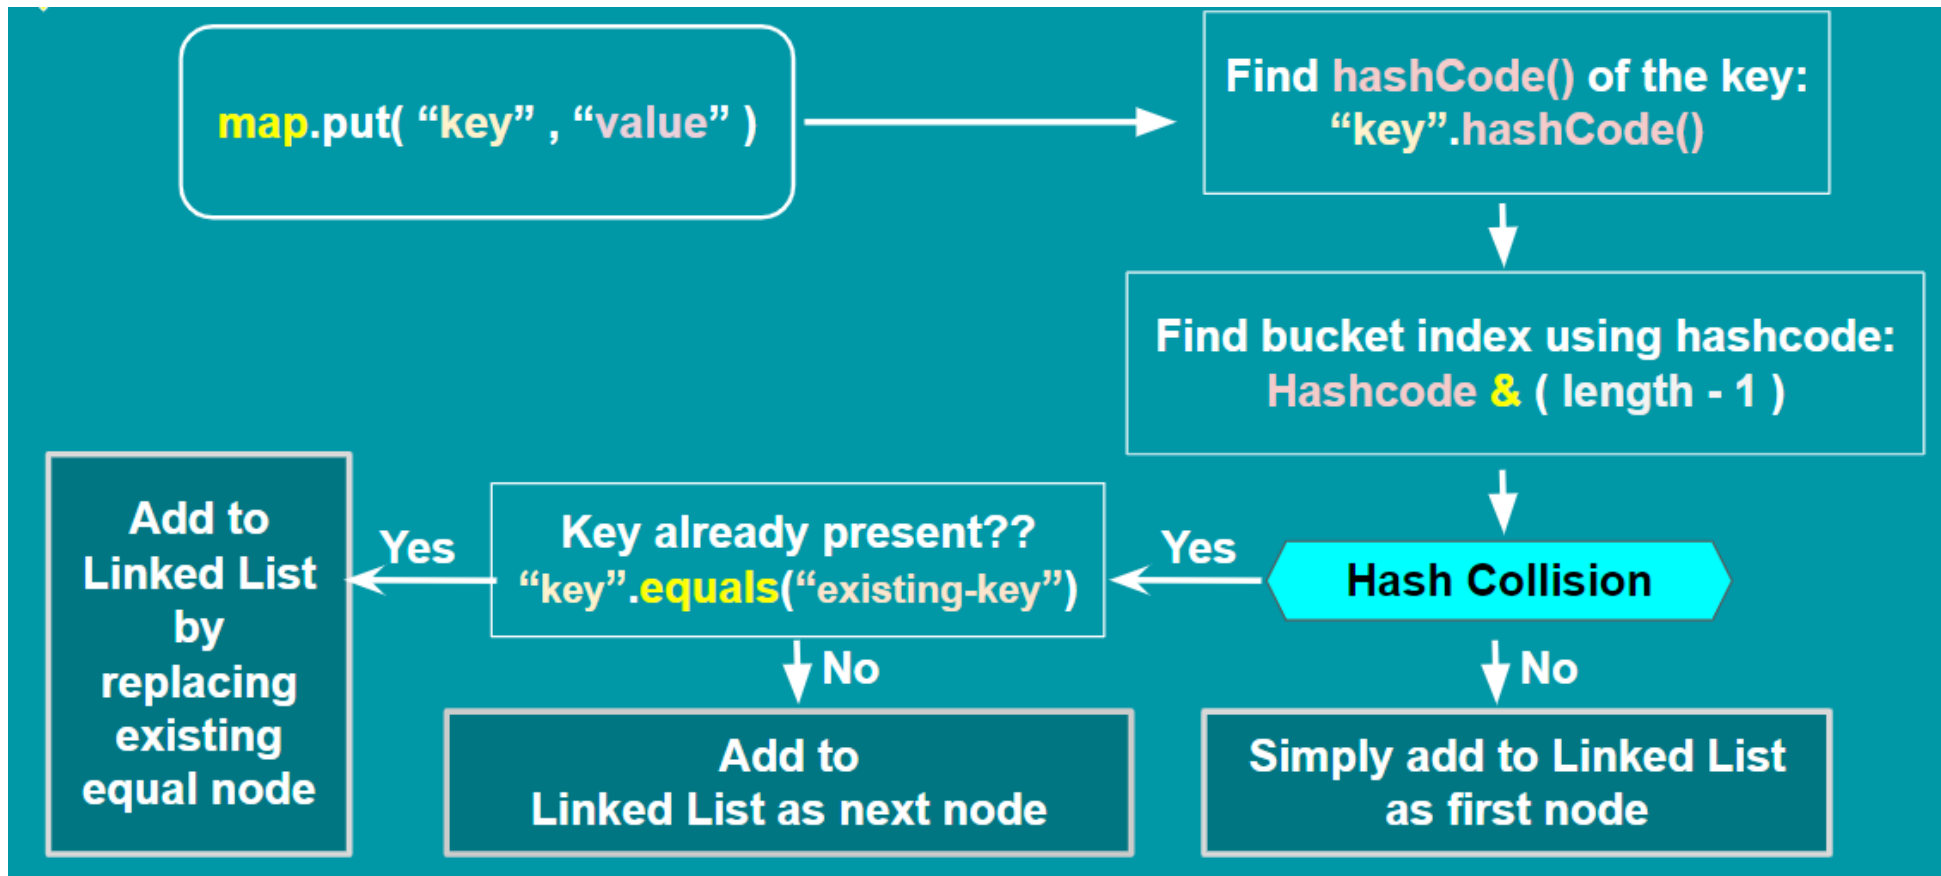 map.put( “key” , “value” )
Find hashCode() of the key:
“key”.hashCode()
Find bucket index using hashcode:
Hashcode & ( length - 1 )
Hash Collision
Yes
Key already present??
“key”.equals(“existing-key”)
Yes
Add to
Linked List
by
replacing
existing
equal node
No
Add to
Linked List as next node
No
Simply add to Linked List
as first node